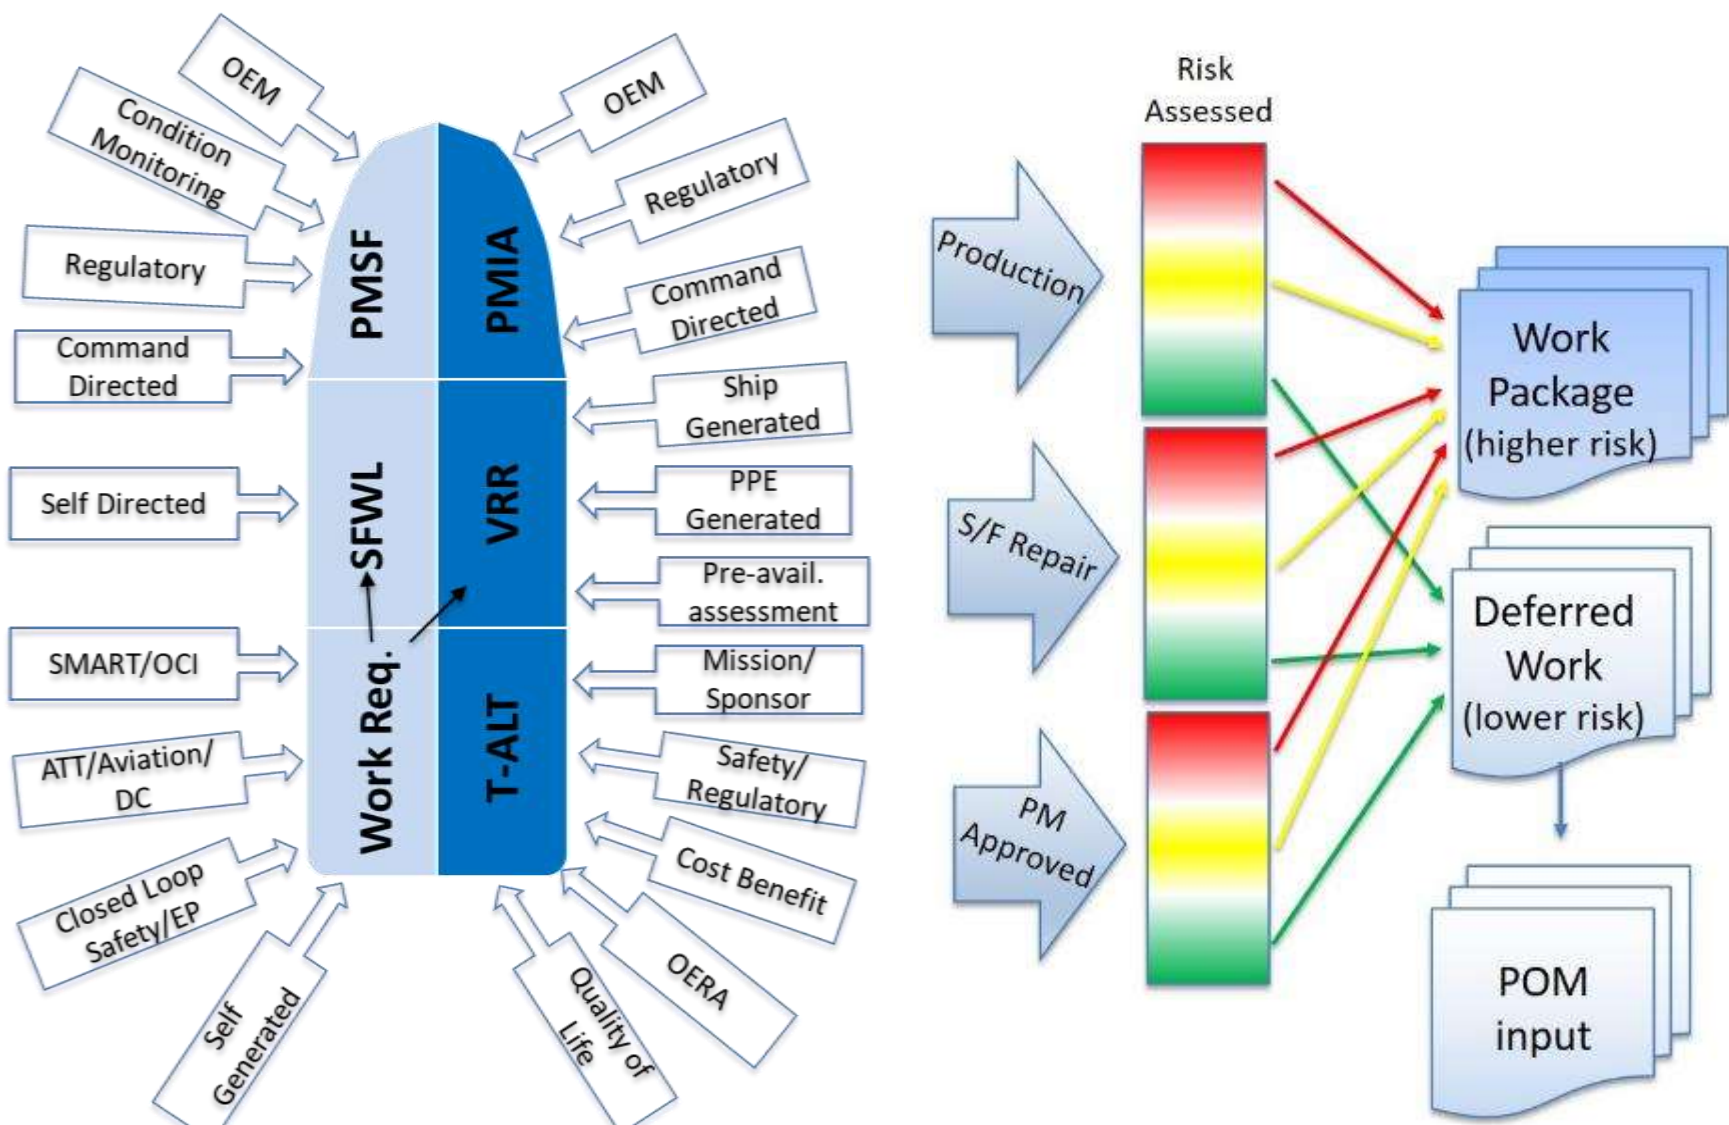 OEM
Condition
Monitoring
Regulatory
Command
Directed
Self Directed
SMART/OCI
ATT/Aviation/
DC
Closed Loop
Safety/EP
Self
Generated
PMSF
SFWL
Work Req.
PMIA
VRR
T-ALT
OEM
Regulatory
Command
Directed
Ship
Generated
PPE
Generated
Pre-avail.
assessment
Mission/
Sponsor
Safety/
Regulatory
Cost Benefit
OERA
Quality of
Life
Risk
Assessed
Production
S/F Repair
PM
Approved
Work
Package
(higher risk)
Deferred
Work
(lower risk)
POM
input